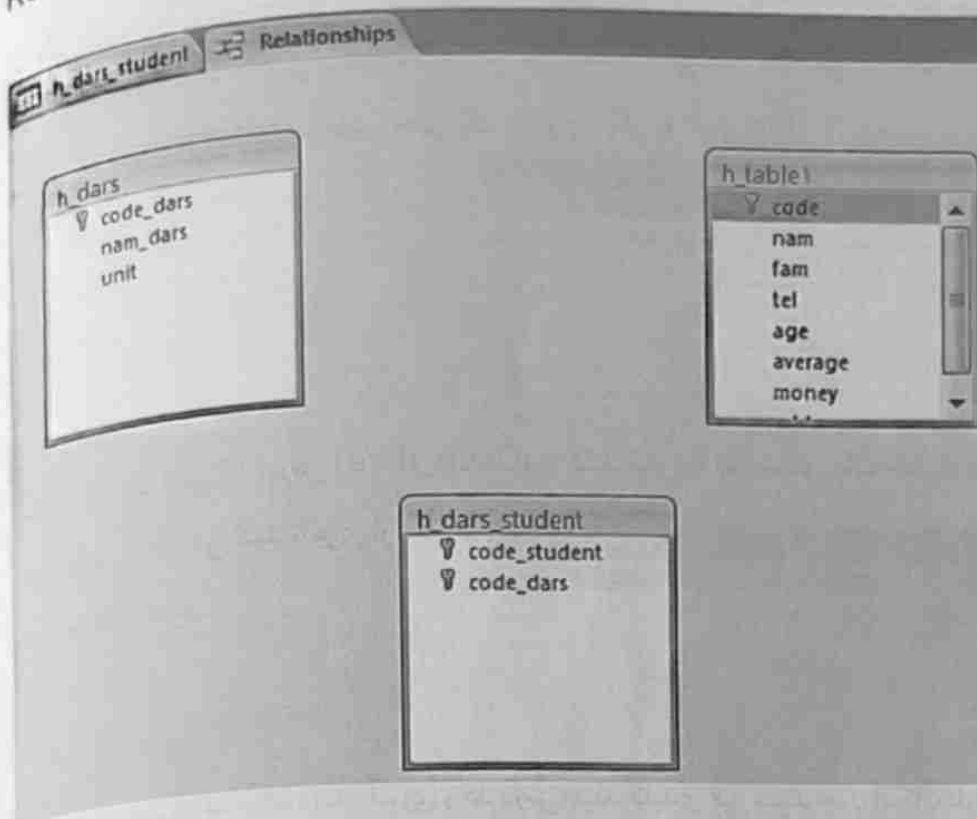 h_dars_student
Relationships
h_dars
code_dars
nam_dars
unit
h_table1
code
nam
fam
tel
age
average
money
h_dars_student
code_student
code_dars